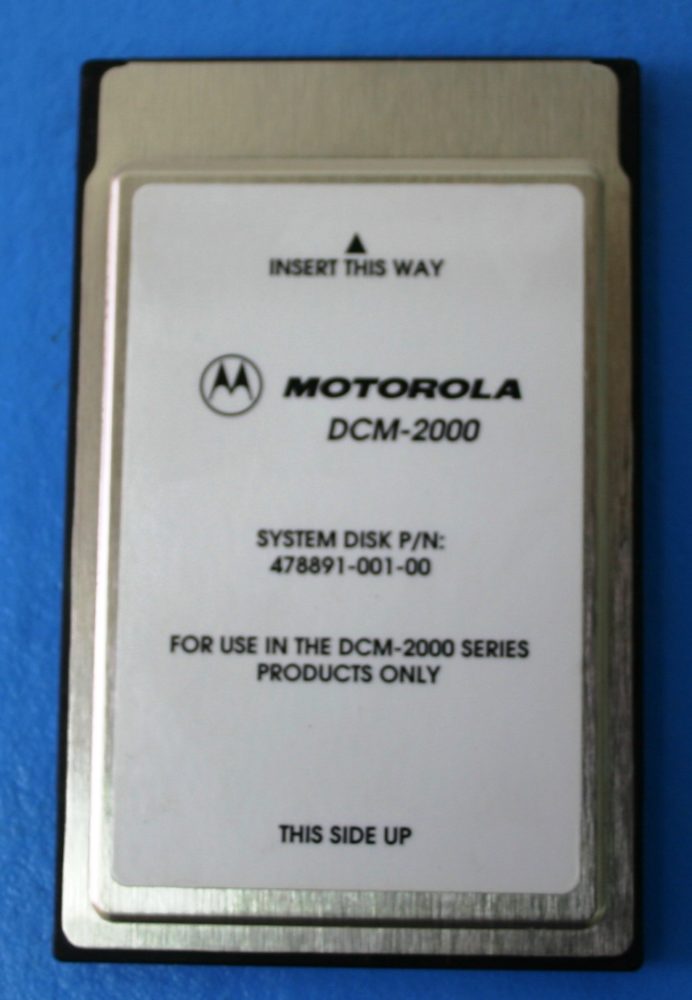 INSERT THIS WAY
MOTOROLA
DCM-2000
SYSTEM DISK P/N:
478891-001-00
FOR USE IN THE DCM-2000 SERIES
PRODUCTS ONLY
THIS SIDE UP